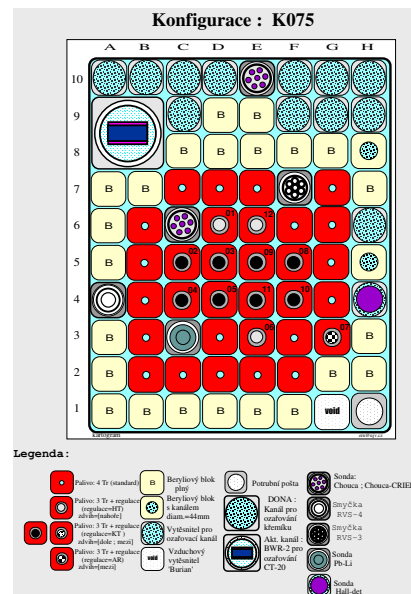 Konfigurace : K075
A B C D E F G H
10
9 B B
8 B B B B B
7 B B B
6 B 01 12
5 B 02 03 09 08
4 04 05 11 10
3 B 06 07 B
2 B B B
1 B B B B B B void
kartogram
Legenda:
Palivo: 4 Tr (standard)
Palivo: 3 Tr + regulace
(regulace=HT)
zdvih=[nahoře]
Palivo: 3 Tr + regulace
(regulace=KT )
zdvih=[dole ; mezi]
Palivo: 3 Tr + regulace
(regulace=AR)
zdvih=[mezi]
B Beryliový blok
plný
B Berylový blok
s kanálem
diam.=44mm
Vytěsnitel pro
ozařovací kanál
void Vzduchový
vytěsnitel
'Burian'
Potrubní pošta
DONA :
Kanál pro
ozařování
křemíku
Akt. kanál :
BWR-2 pro
ozařování
CT-20
Sonda:
Chouca ; Chouca-CRIEP
Smyčka
RVS-4
Smyčka
RVS-3
Sonda
Pb-Li
Sonda
Hall-det